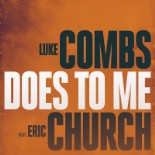 LUKE
COMBS
DOES TO ME
FEAT. ERIC
CHURCH